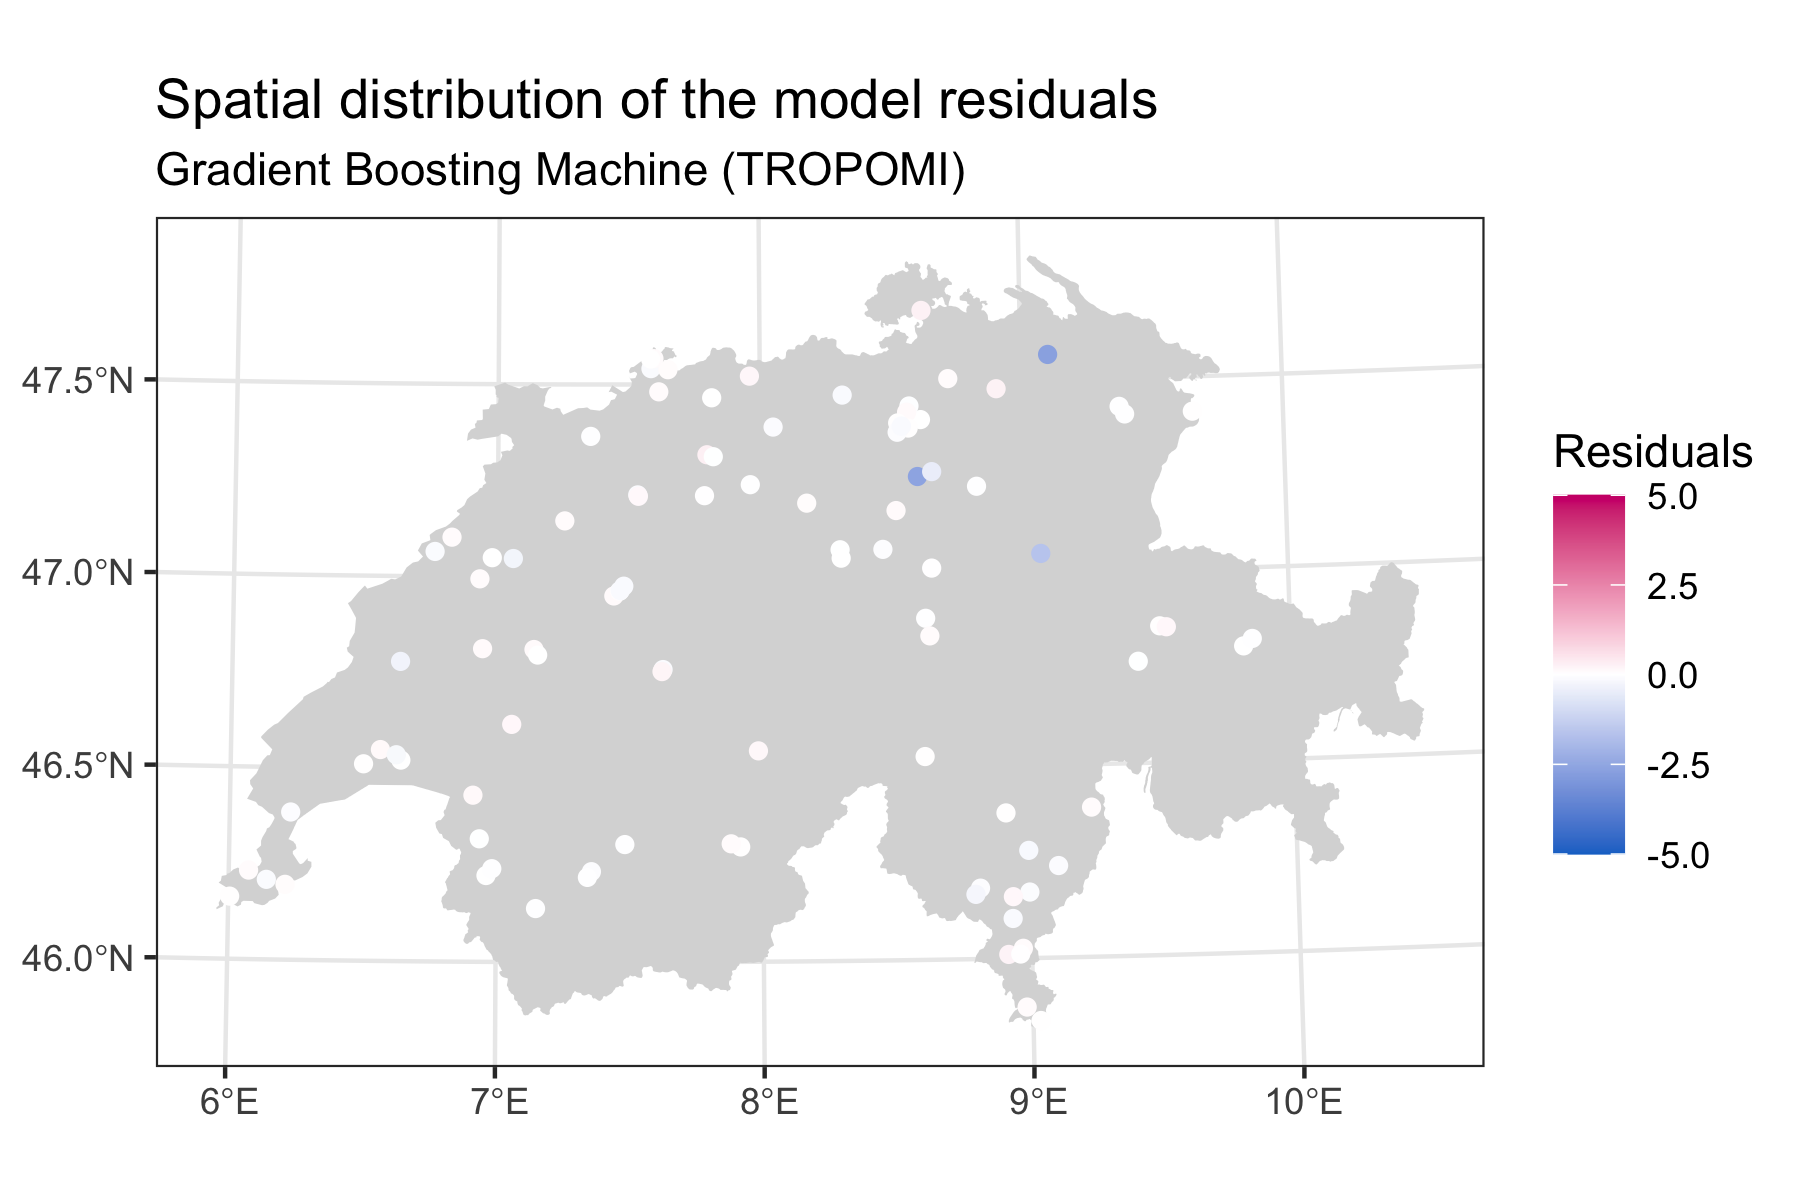 Spatial distribution of the model residuals
Gradient Boosting Machine (TROPOMI)
47.5°N
47.0°N
46.5°N
46.0°N
6°E
7°E
8°E
9°E
10°E
Residuals
5.0
2.5
0.0
-2.5
-5.0